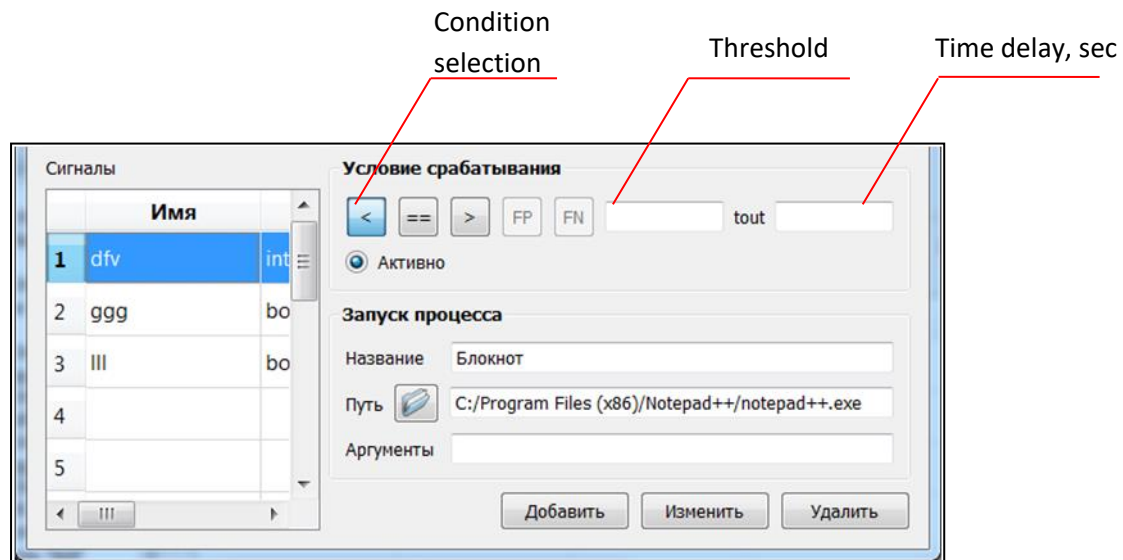 Condition
selection
Threshold
Time delay, sec
Сигналы
Имя
1 dfv int
2 ggg bo
3 lll bo
4
5
Условие срабатывания
< == > FP FN tout
Активно
Запуск процесса
Название Блокнот
Путь C:/Program Files (x86)/Notepad++/notepad++.exe
Аргументы
Добавить Изменить Удалить